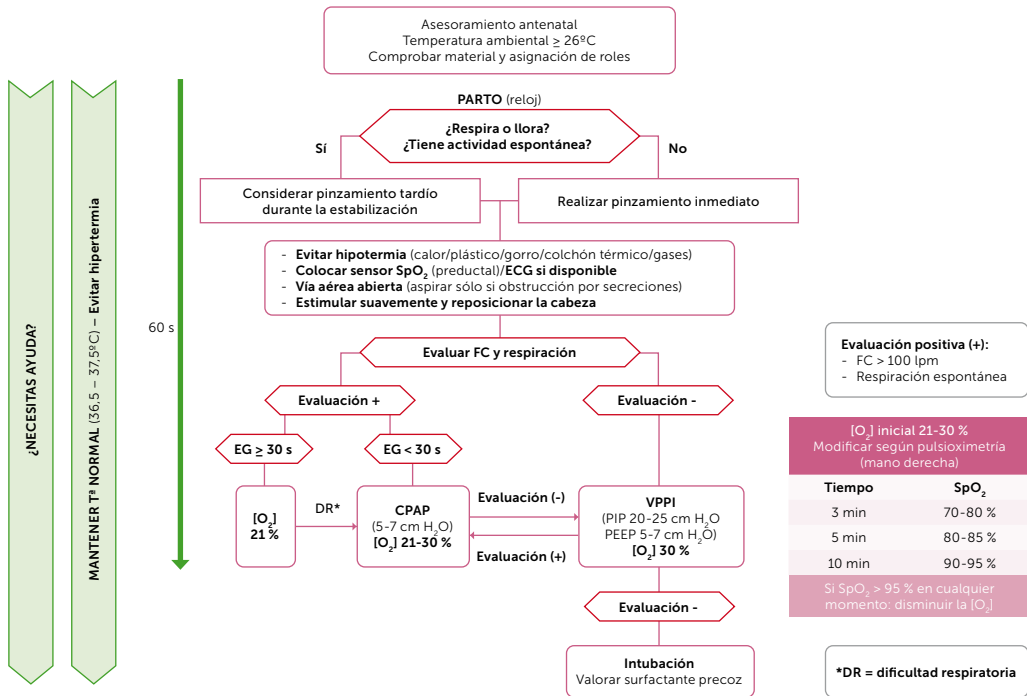 Asesoramiento antenatal
Temperatura ambiental ≥ 26ºC
Comprobar material y asignación de roles
PARTO (reloj)
¿Respira o llora?
¿Tiene actividad espontánea?
Sí
No
Considerar pinzamiento tardío
durante la estabilización
Realizar pinzamiento inmediato
- Evitar hipotermia (calor/plástico/gorro/colchón térmico/gases)
- Colocar sensor SpO₂ (preductal)/ECG si disponible
- Vía aérea abierta (aspirar sólo si obstrucción por secreciones)
- Estimular suavemente y reposicionar la cabeza
¿NECESITAS AYUDA?
MANTENER Tª NORMAL (36,5 – 37,5ºC) – Evitar hipertermia
60 s
Evaluar FC y respiración
Evaluación +
Evaluación -
EG ≥ 30 s
EG < 30 s
[O₂]
21 %
DR*
CPAP
(5-7 cm H₂O)
[O₂] 21-30 %
Evaluación (-)
Evaluación (+)
VPPI
(PIP 20-25 cm H₂O
PEEP 5-7 cm H₂O)
[O₂] 30 %
Evaluación -
Intubación
Valorar surfactante precoz
Evaluación positiva (+):
- FC > 100 lpm
- Respiración espontánea
[O₂] inicial 21-30 %
Modificar según pulsioximetría
(mano derecha)
Tiempo SpO₂
3 min 70-80 %
5 min 80-85 %
10 min 90-95 %
Si SpO₂ > 95 % en cualquier
momento: disminuir la [O₂]
*DR = dificultad respiratoria